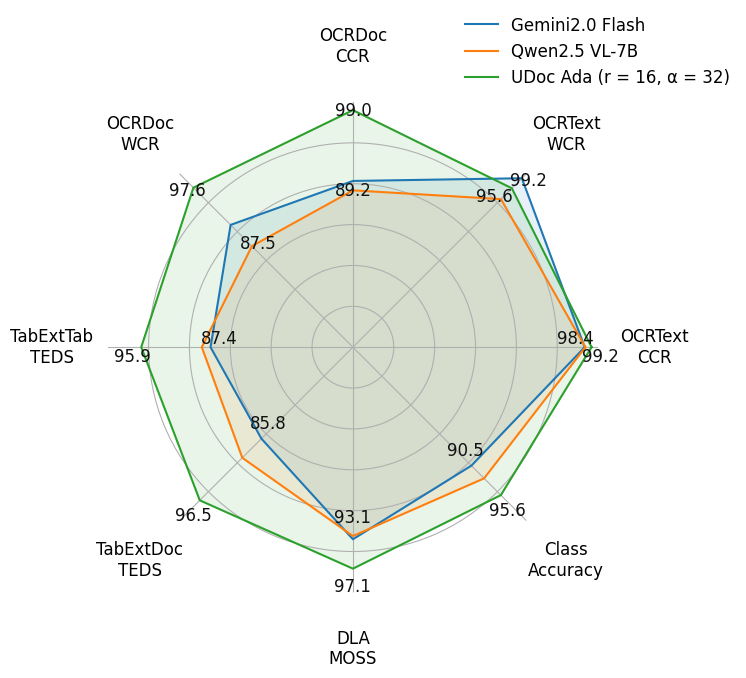 Gemini2.0 Flash
Qwen2.5 VL-7B
UDoc Ada (r = 16, α = 32)
OCRDoc
CCR
OCRDoc
WCR
OCRText
WCR
99.0
97.6
89.2
99.2
95.6
87.5
TabExtTab
TEDS
87.4
95.9
98.4
99.2
OCRText
CCR
85.8
90.5
96.5
93.1
95.6
TabExtDoc
TEDS
97.1
Class
Accuracy
DLA
MOSS